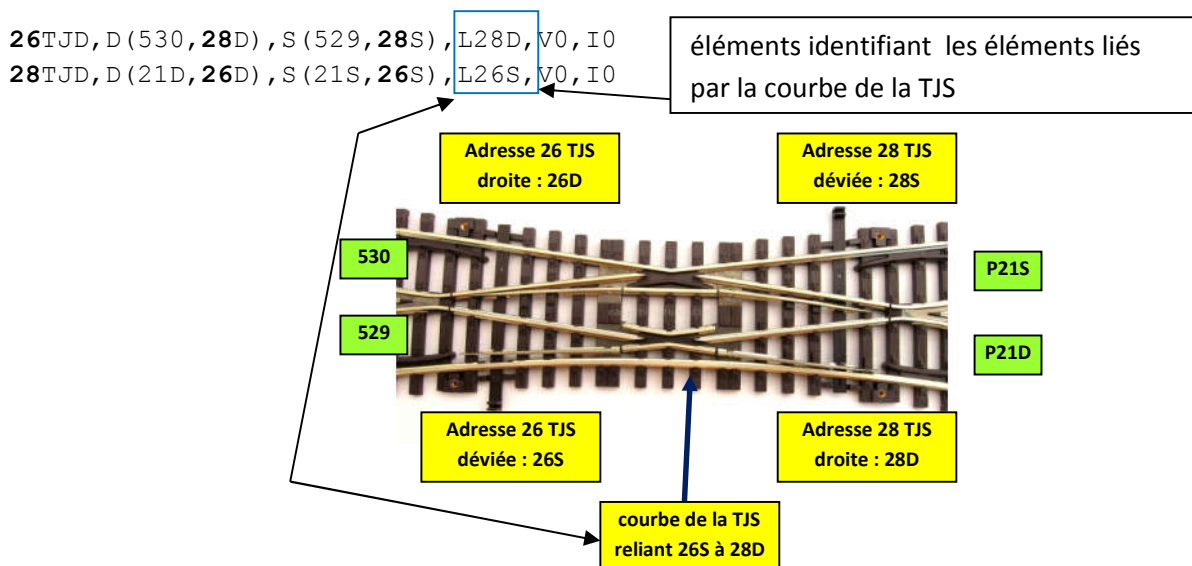 26TJD,D(530,28D),S(529,28S),L28D,V0,I0
28TJD,D(21D,26D),S(21S,26S),L26S,V0,I0
éléments identifiant les éléments liés
par la courbe de la TJS
Adresse 26 TJS
droite : 26D
Adresse 28 TJS
déviée : 28S
530
P21S
529
P21D
Adresse 26 TJS
déviée : 26S
Adresse 28 TJS
droite : 28D
courbe de la TJS
reliant 26S à 28D